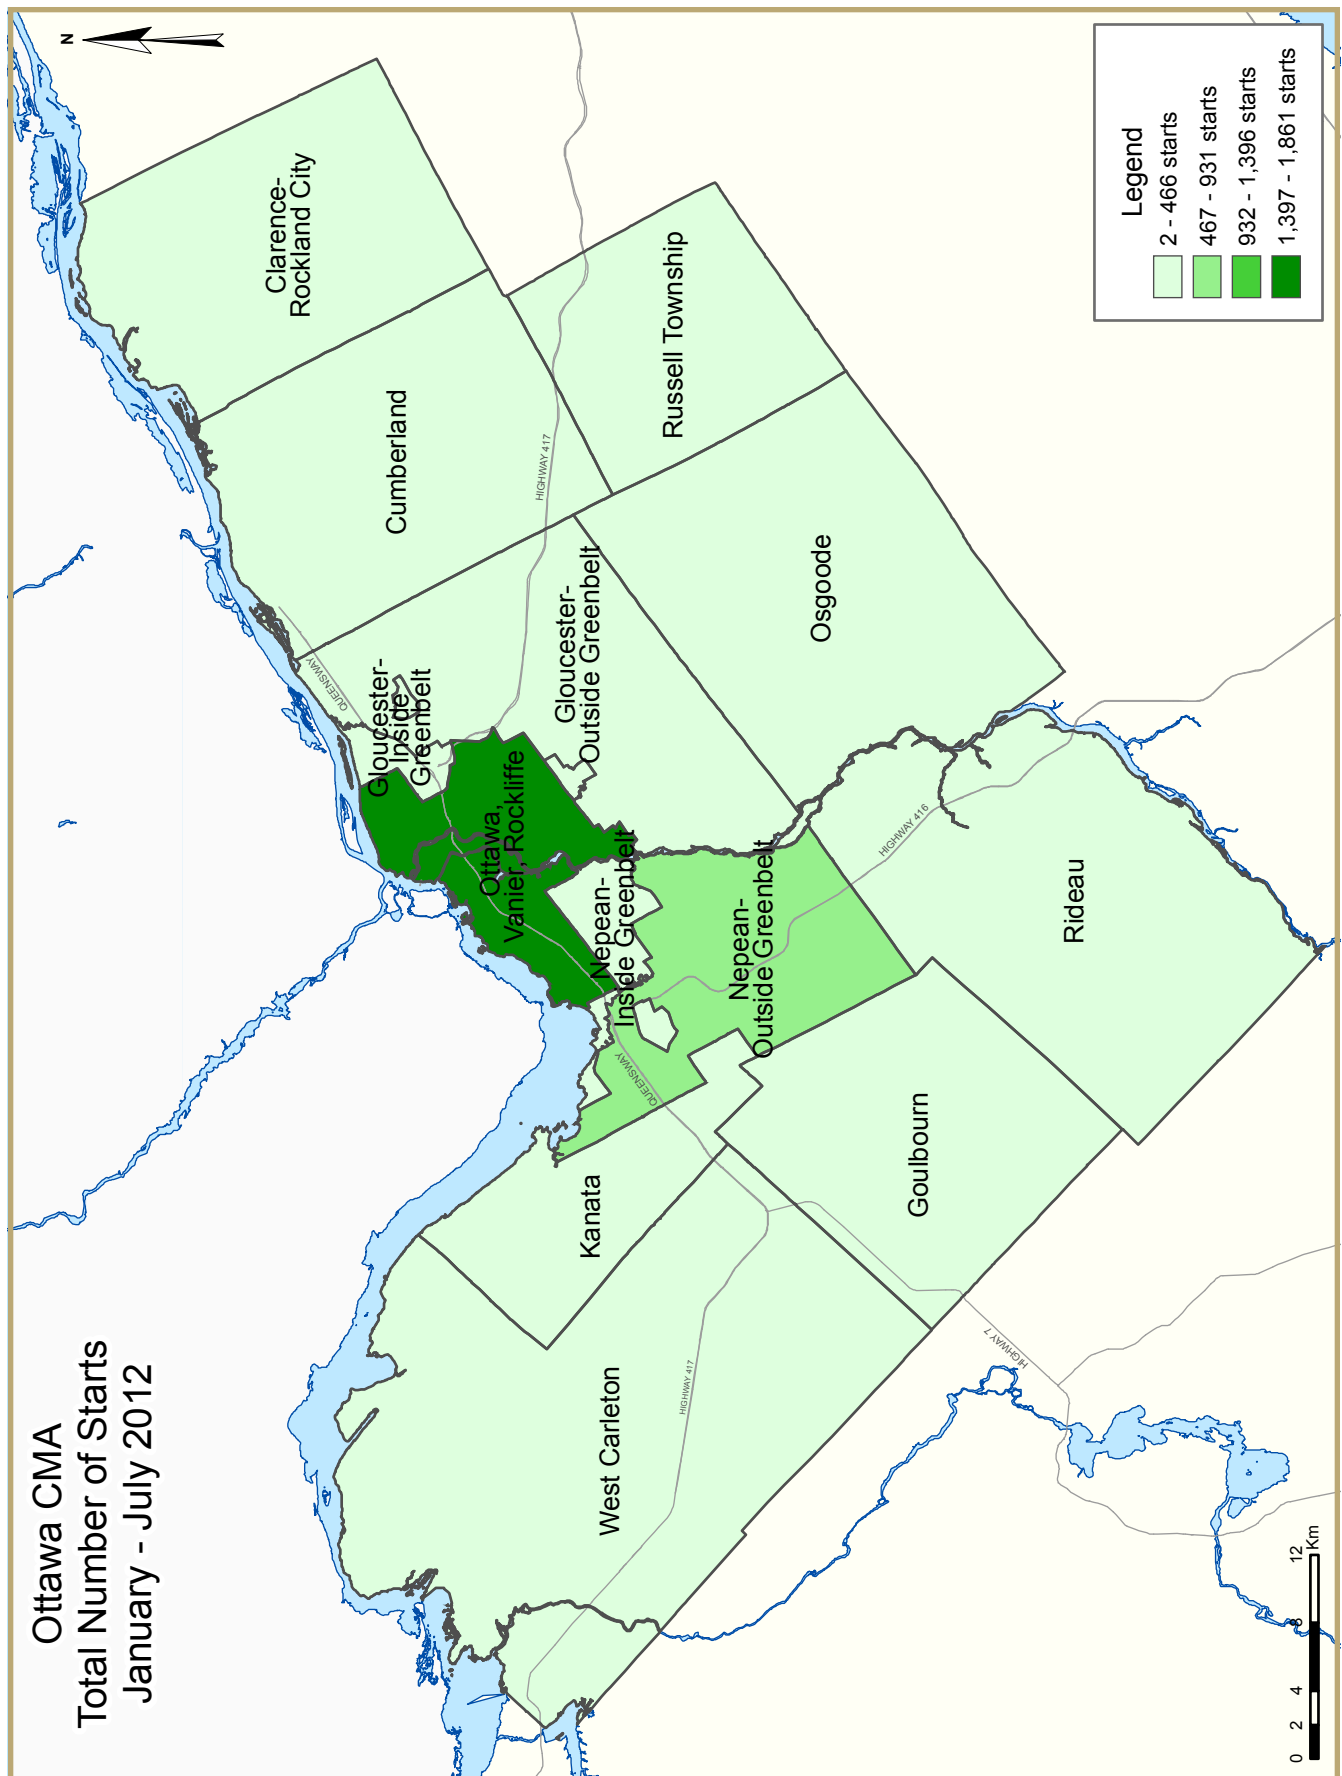 Ottawa CMA
Total Number of Starts
January - July 2012
N
Clarence-
Rockland City
Cumberland
Russell Township
HIGHWAY 417
QUEENSWAY
Gloucester-
Inside
Greenbelt
Gloucester-
Outside Greenbelt
Osgoode
Ottawa,
Vanier, Rockliffe
Nepean-
Inside Greenbelt
Nepean-
Outside Greenbelt
QUEENSWAY
HIGHWAY 416
Rideau
Kanata
Goulbourn
West Carleton
HIGHWAY 417
HIGHWAY 7
Legend
2 - 466 starts
467 - 931 starts
932 - 1,396 starts
1,397 - 1,861 starts
0 2 4 8 12
Km